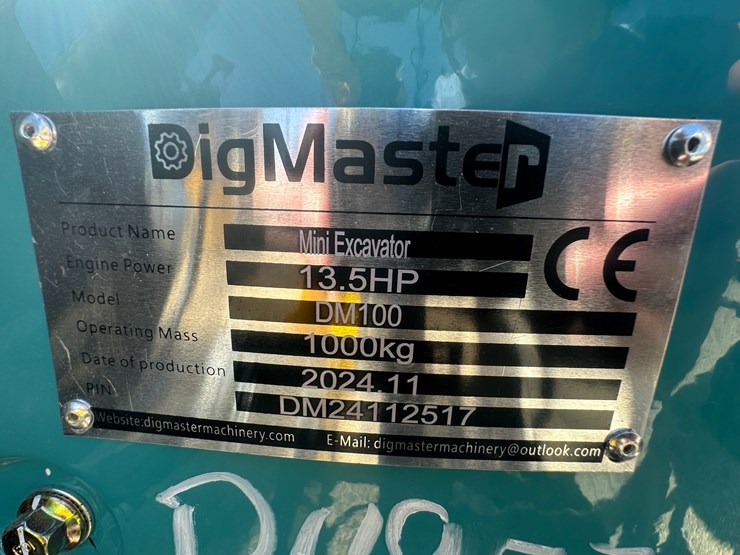 DigMaster
Product Name Mini Excavator
Engine Power 13.5HP
Model DM100
Operating Mass 1000kg
Date of production 2024.11
PIN DM24112517
CE
Website:digmastermachinery.com E-Mail: digmastermachinery@outlook.com